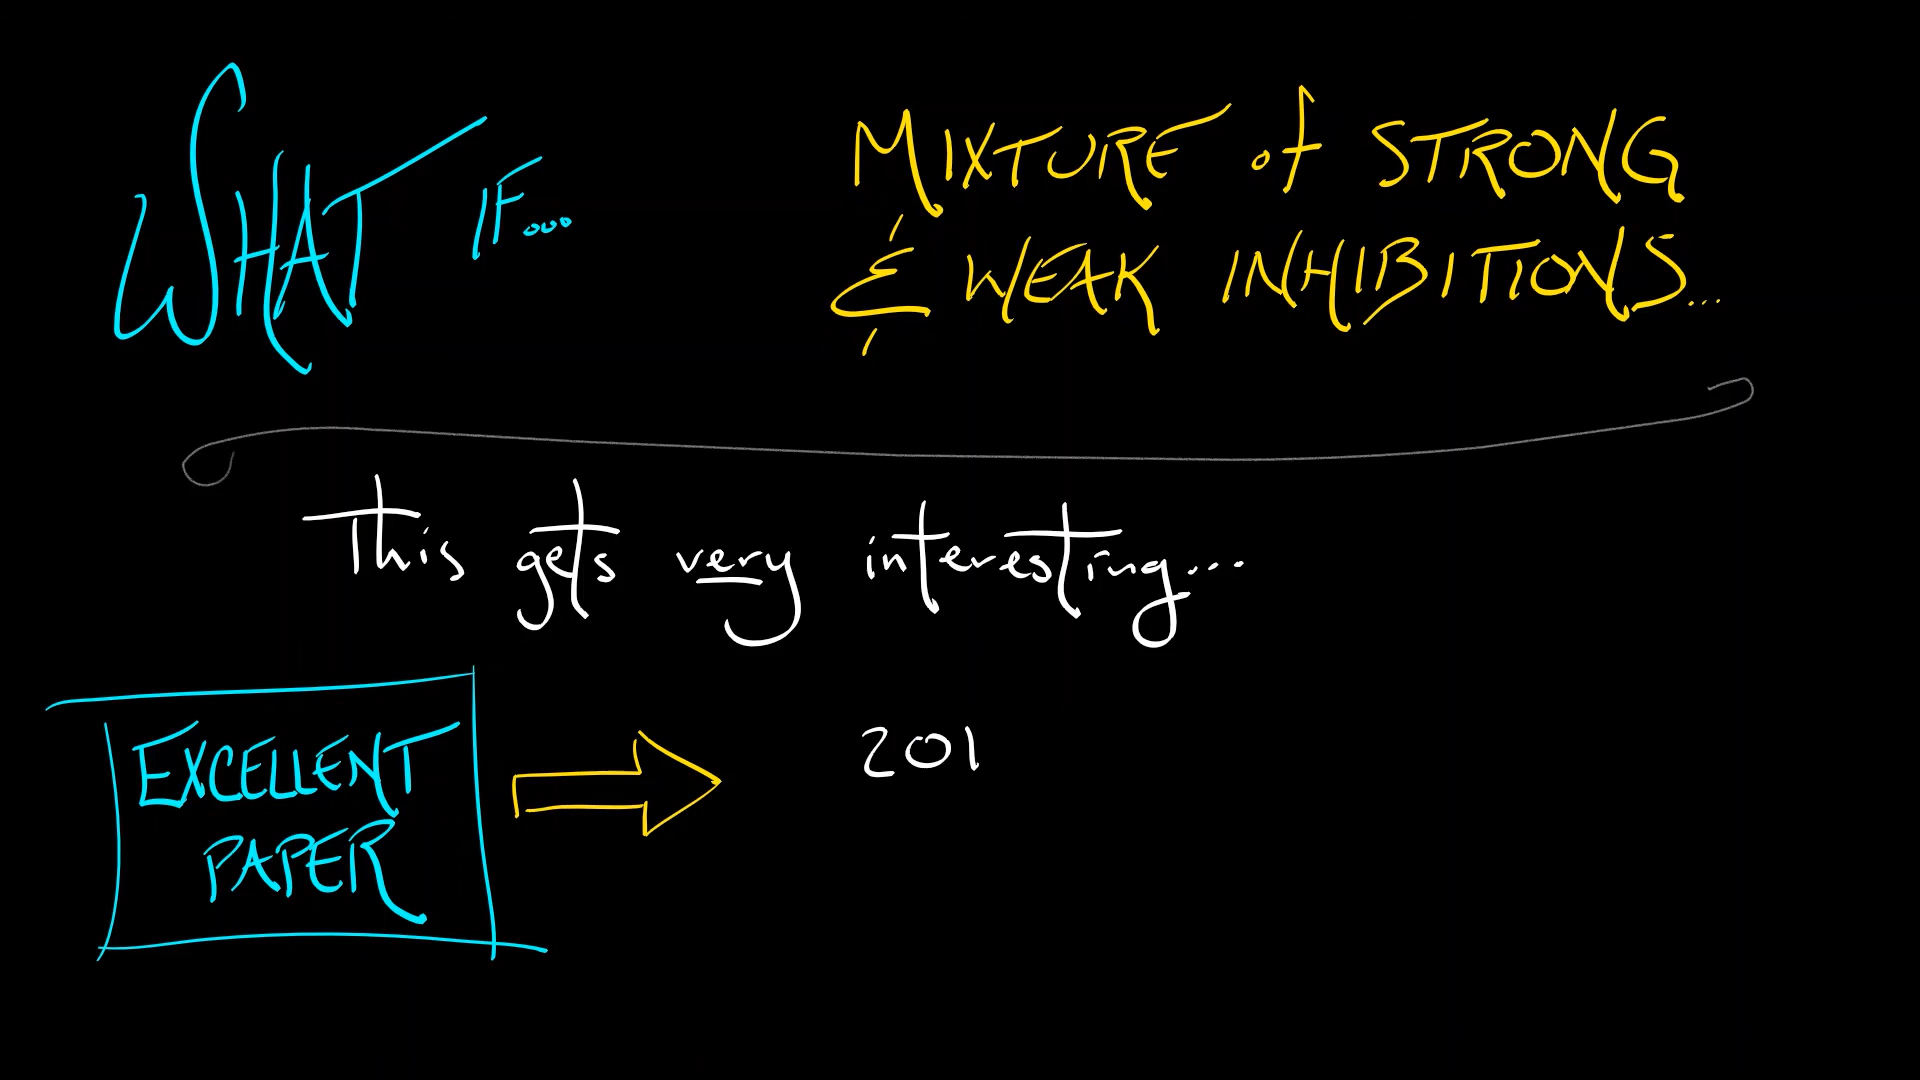 WHAT IF...
MIXTURE of STRONG
& WEAK INHIBITIONS...
This gets very interesting...
EXCELLENT
PAPER
201